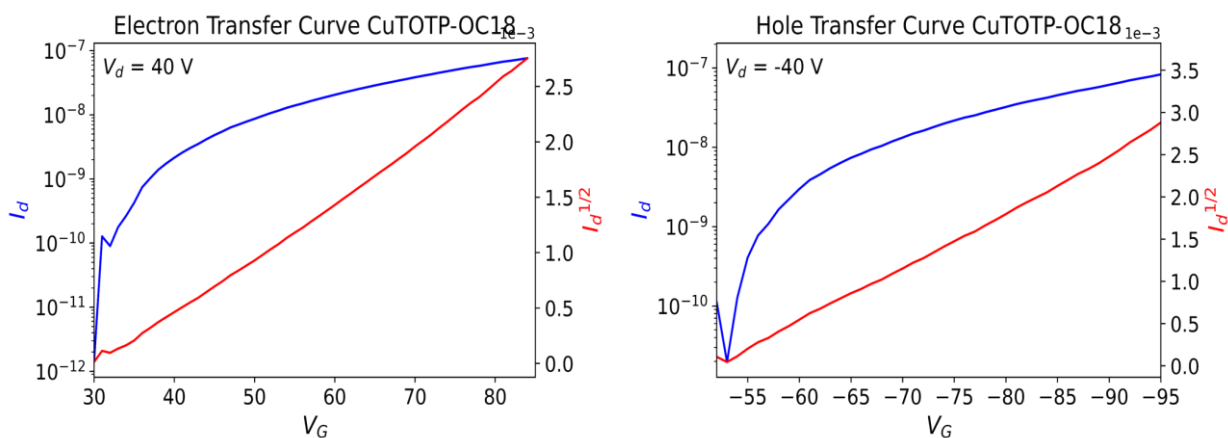 Electron Transfer Curve CuTOTP-OC18
1e−3
V_d = 40 V
10^−7
10^−8
10^−9
10^−10
10^−11
10^−12
I_d
2.5
2.0
1.5
1.0
0.5
0.0
I_d^1/2
30 40 50 60 70 80
V_G
Hole Transfer Curve CuTOTP-OC18
1e−3
V_d = -40 V
10^−7
10^−8
10^−9
10^−10
I_d
3.5
3.0
2.5
2.0
1.5
1.0
0.5
0.0
I_d^1/2
−55 −60 −65 −70 −75 −80 −85 −90 −95
V_G